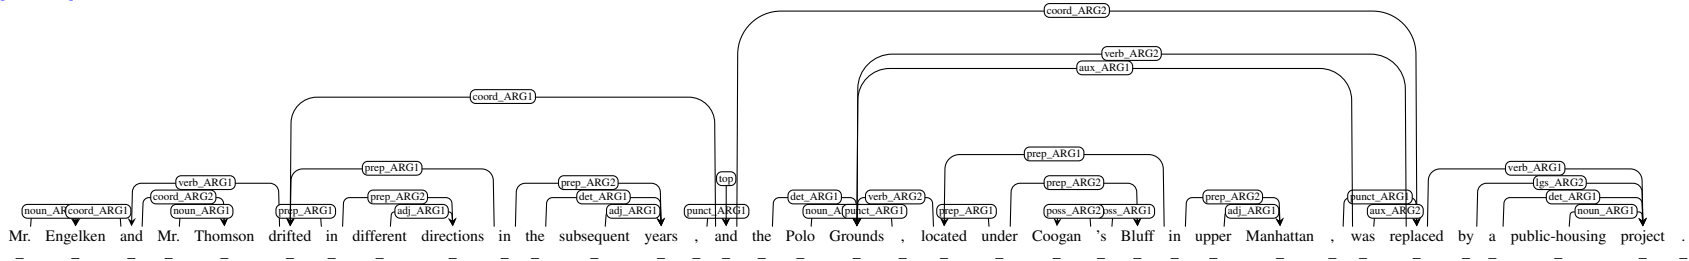 coord_ARG2
verb_ARG2
aux_ARG1
coord_ARG1
prep_ARG1
prep_ARG1 verb_ARG1
verb_ARG1 prep_ARG2 top prep_ARG2 lgs_ARG2
coord_ARG2 prep_ARG2 det_ARG1 det_ARG1 verb_ARG2 prep_ARG2 punct_ARG1 det_ARG1
coord_ARG1 noun_ARG1 prep_ARG1 adj_ARG1 adj_ARG1 punct_ARG1 punct_ARG1 prep_ARG1 poss_ARG2 adj_ARG1 aux_ARG2 noun_ARG1
Mr. Engelken and Mr. Thomson drifted in different directions in the subsequent years , and the Polo Grounds , located under Coogan 's Bluff in upper Manhattan , was replaced by a public-housing project .
_ _ _ _ _ _ _ _ _ _ _ _ _ _ _ _ _ _ _ _ _ _ _ _ _ _ _ _ _ _ _ _ _ _ _